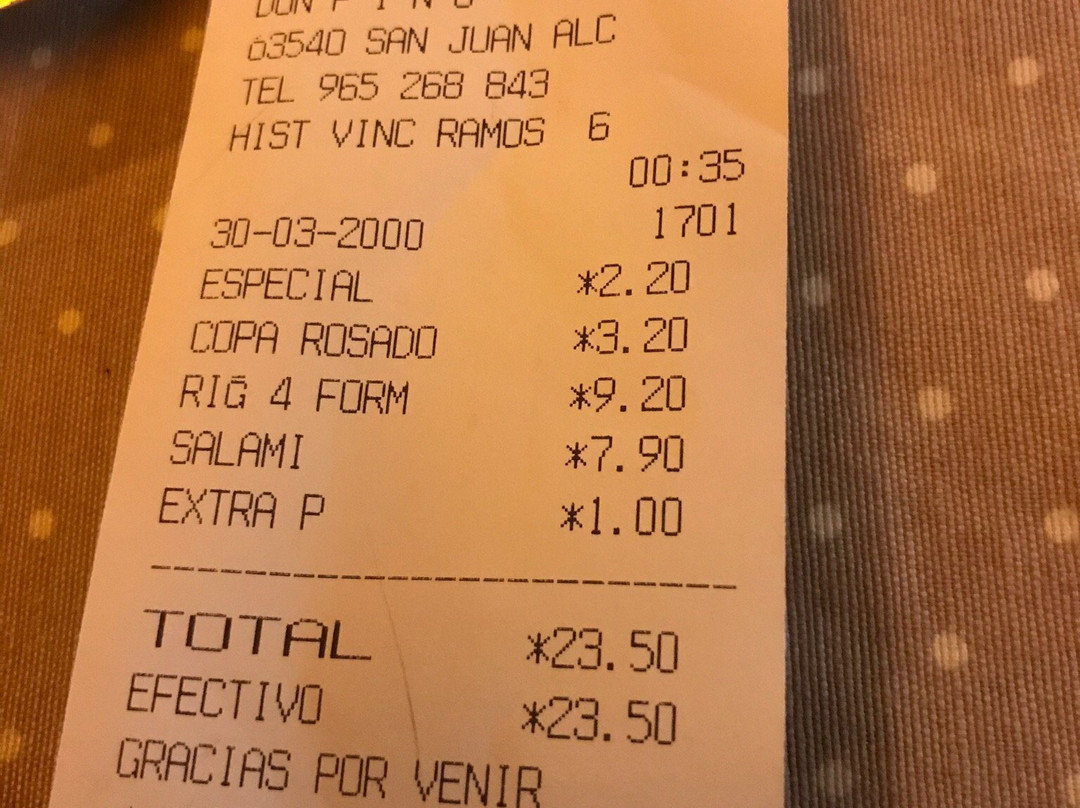 63540 SAN JUAN ALC
TEL 965 268 843
HIST VINC RAMOS 6
00:35
30-03-2000 1701
ESPECIAL *2.20
COPA ROSADO *3.20
RIG 4 FORM *9.20
SALAMI *7.90
EXTRA P *1.00
TOTAL *23.50
EFECTIVO *23.50
GRACIAS POR VENIR